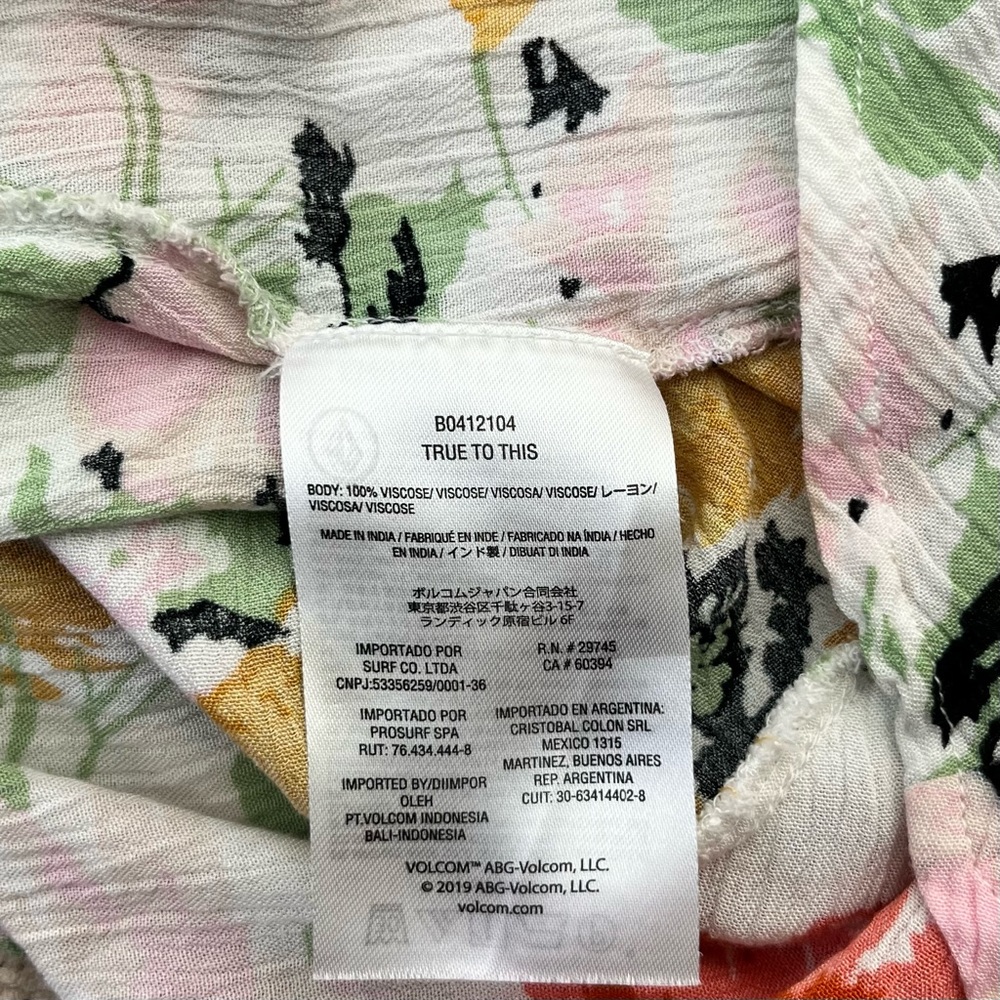 B0412104
TRUE TO THIS
BODY: 100% VISCOSE/ VISCOSE/ VISCOSA/ VISCOSE/ レーヨン/
VISCOSA/ VISCOSE
MADE IN INDIA / FABRIQUÉ EN INDE / FABRICADO NA ÍNDIA / HECHO
EN INDIA / インド製 / DIBUAT DI INDIA
ボルコムジャパン合同会社
東京都渋谷区千駄ヶ谷3-15-7
ランディック原宿ビル 6F
IMPORTADO POR
SURF CO. LTDA
CNPJ:53356259/0001-36
R.N. # 29745
CA # 60394
IMPORTADO POR
PROSURF SPA
RUT: 76.434.444-8
IMPORTADO EN ARGENTINA:
CRISTOBAL COLON SRL
MEXICO 1315
MARTINEZ, BUENOS AIRES
REP. ARGENTINA
CUIT: 30-63414402-8
IMPORTED BY/DIIMPOR
OLEH
PT.VOLCOM INDONESIA
BALI-INDONESIA
VOLCOM™ ABG-Volcom, LLC.
© 2019 ABG-Volcom, LLC.
volcom.com